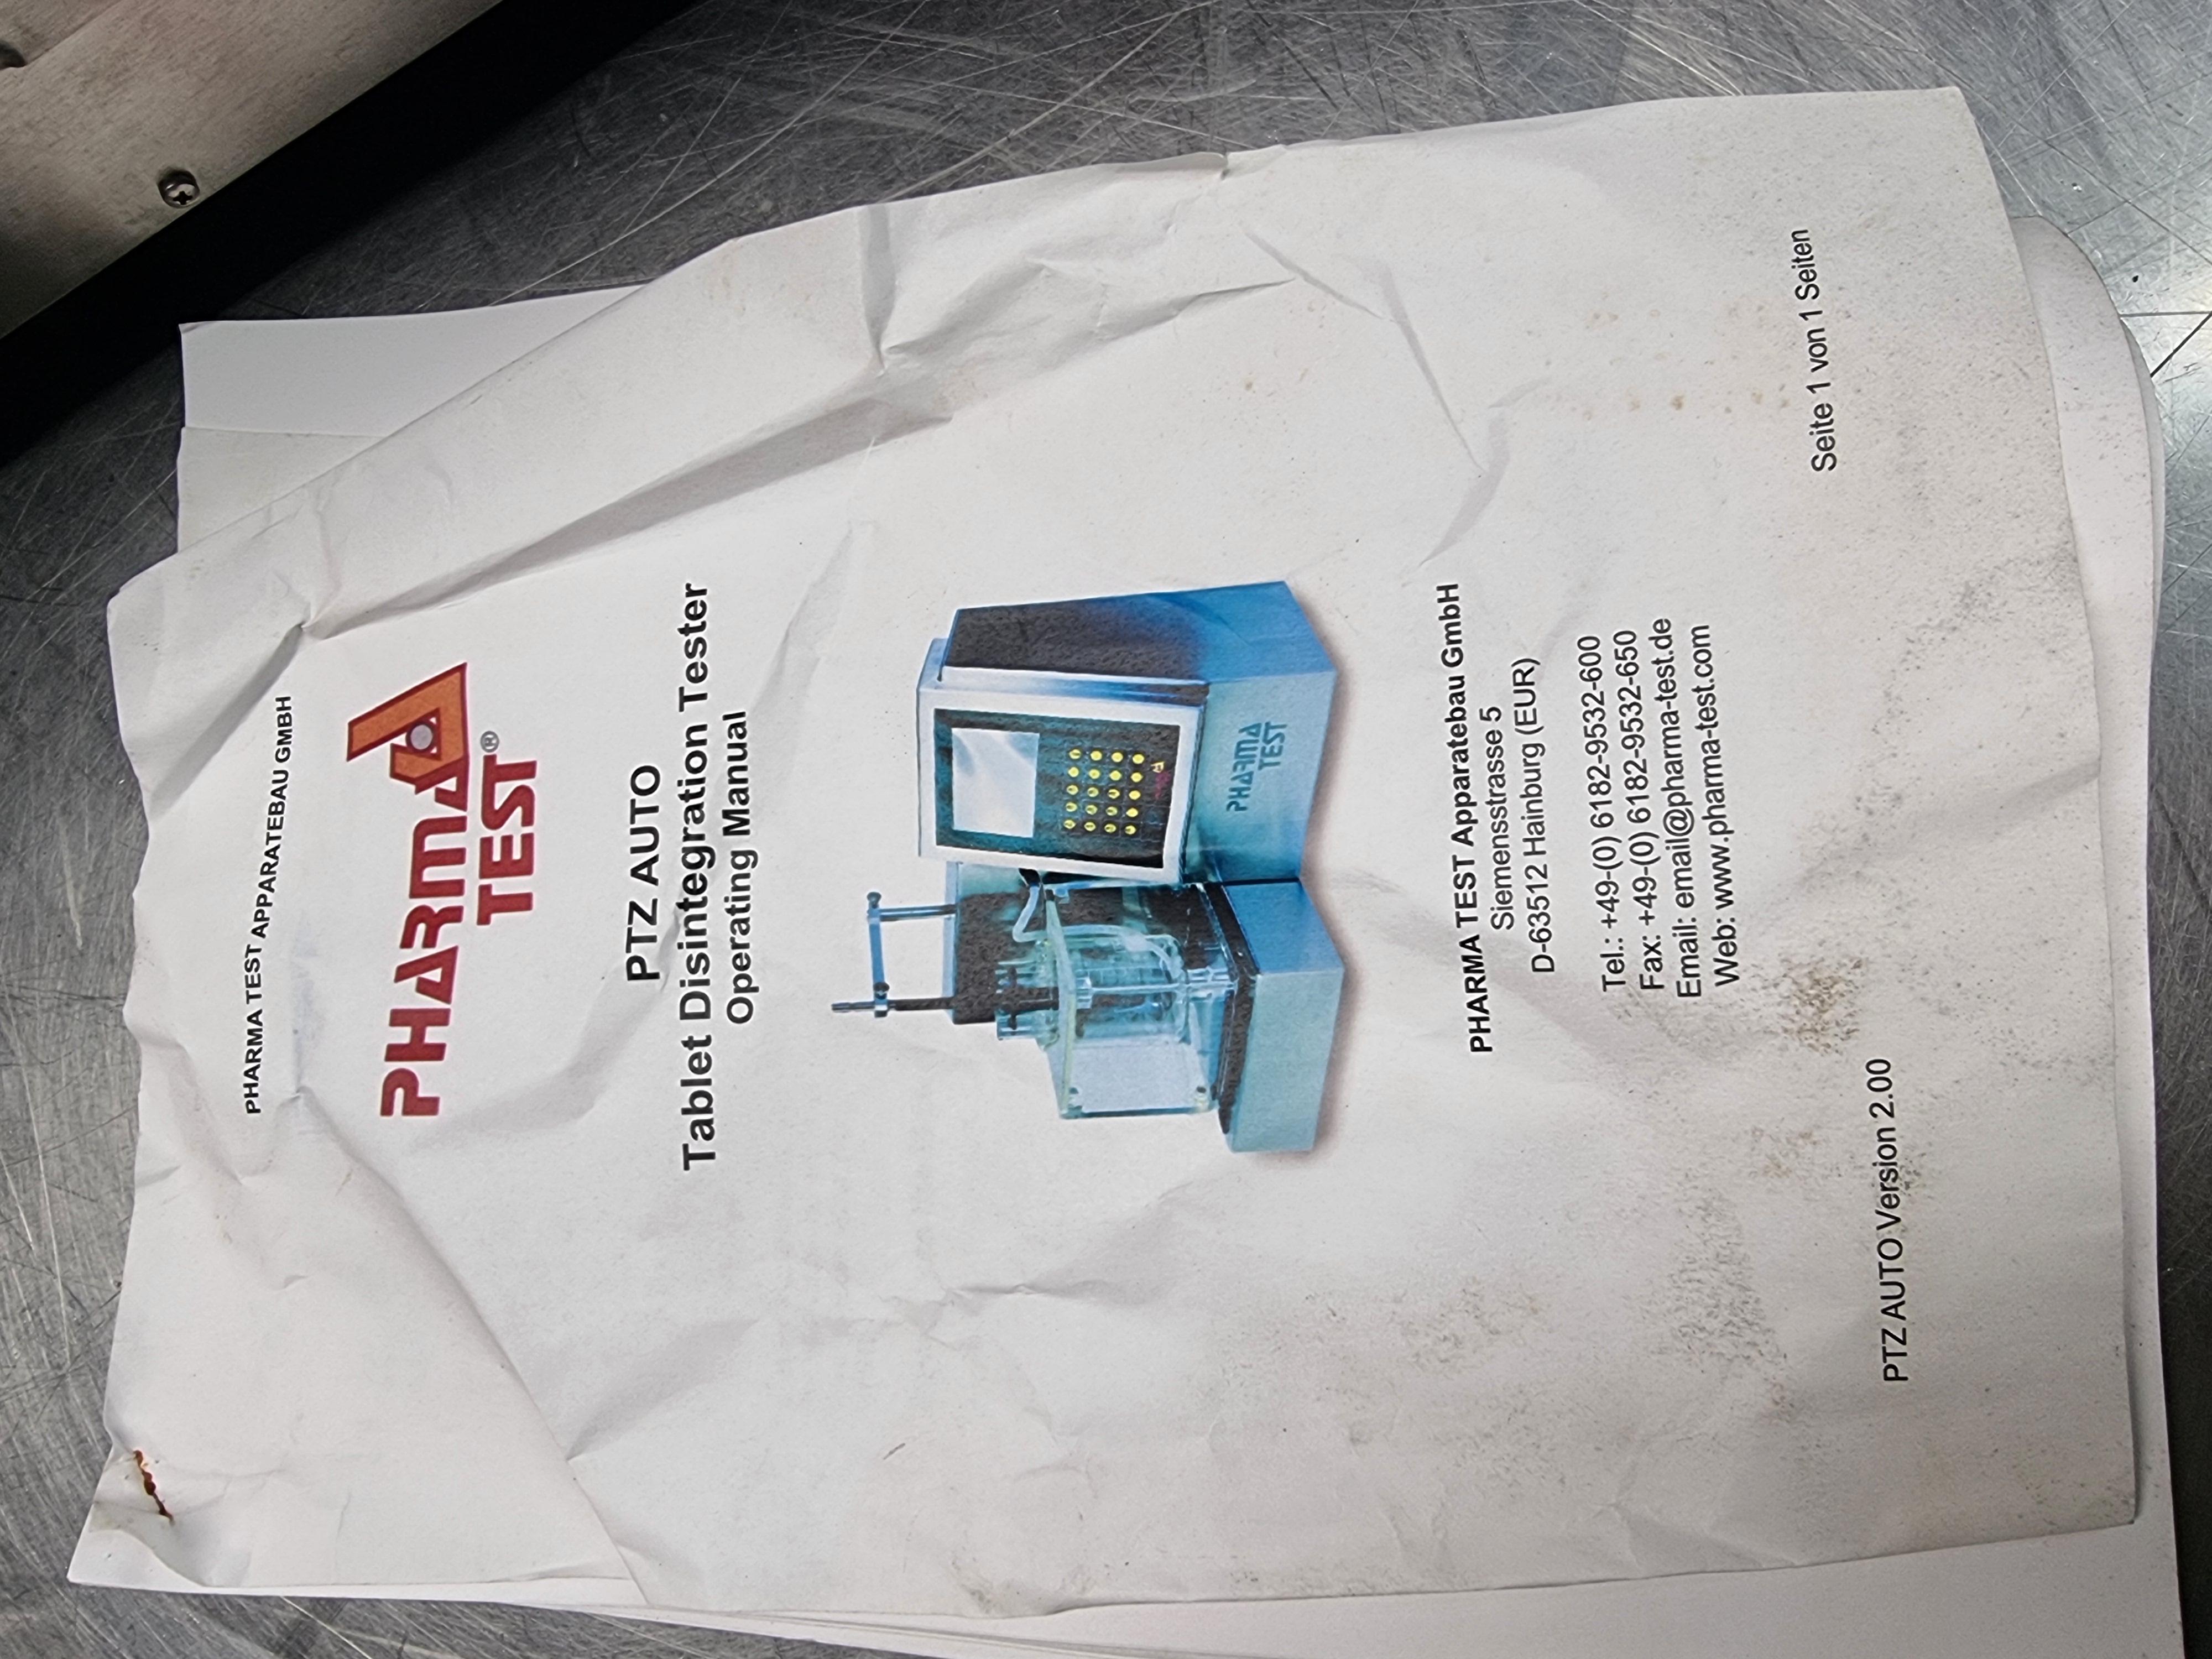 PHARMA TEST APPARATEBAU GMBH
PHARMA
TEST®
PTZ AUTO
Tablet Disintegration Tester
Operating Manual
PHARMA
TEST
PHARMA TEST Apparatebau GmbH
Siemensstrasse 5
D-63512 Hainburg (EUR)
Tel.: +49-(0) 6182-9532-600
Fax: +49-(0) 6182-9532-650
Email: email@pharma-test.de
Web: www.pharma-test.com
PTZ AUTO Version 2.00
Seite 1 von 1 Seiten